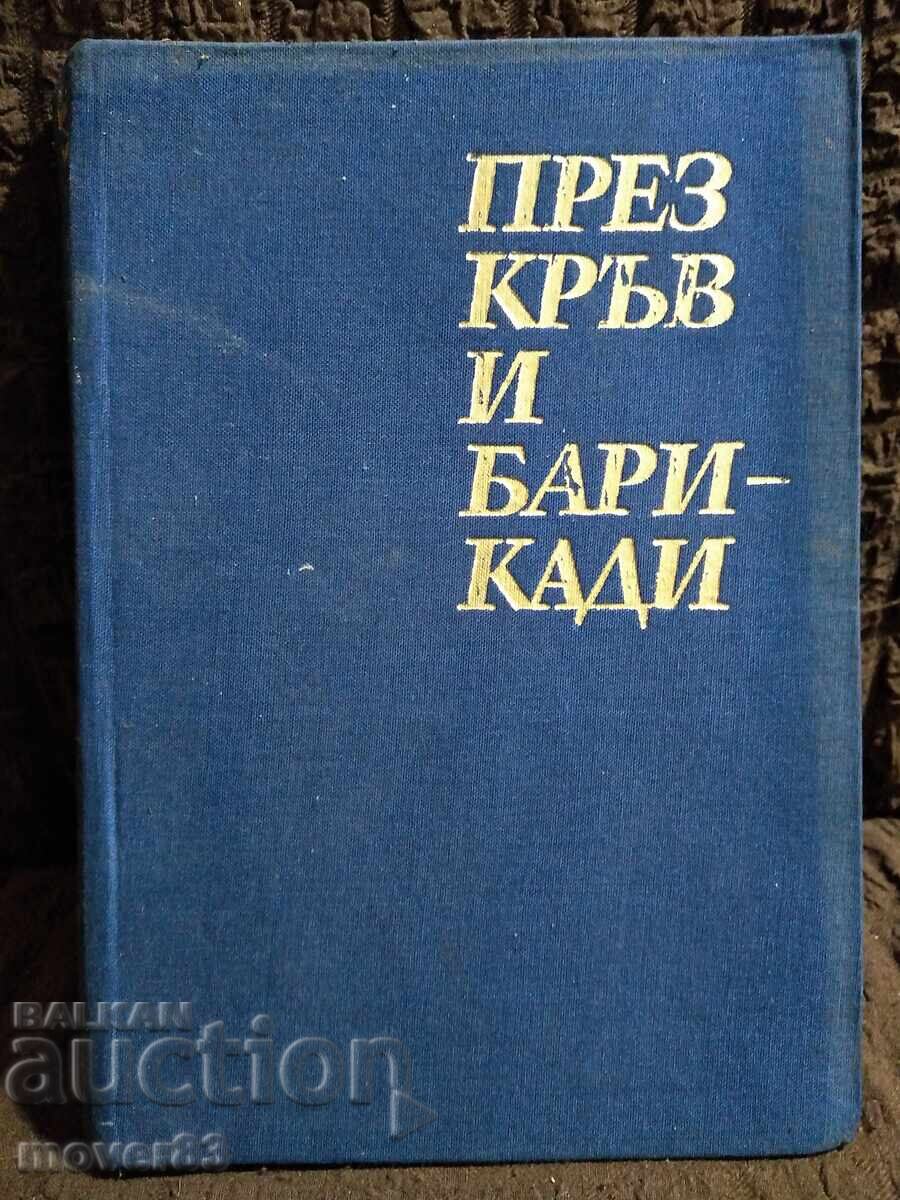 ПРЕЗ
КРЪВ
И
БАРИ-
КАДИ
BALKAN
auction
mover83